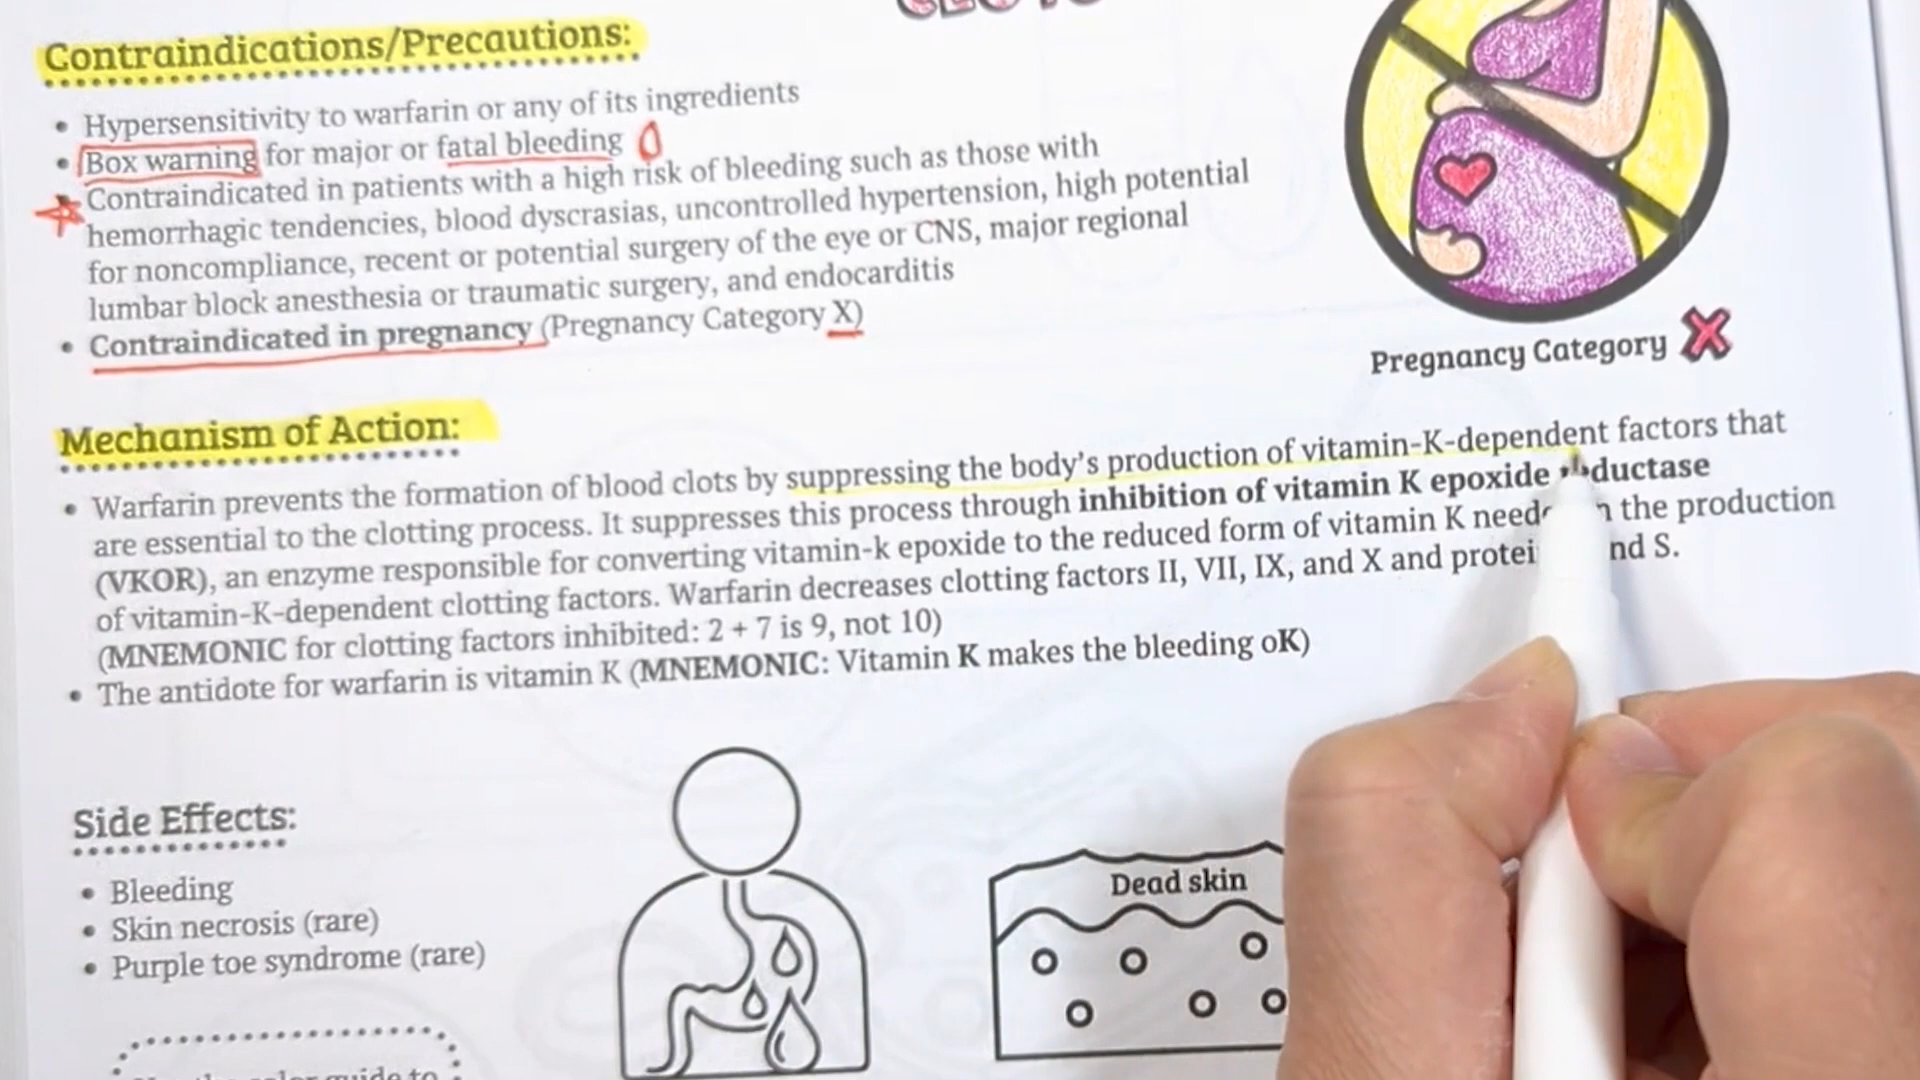 Contraindications/Precautions:
• Hypersensitivity to warfarin or any of its ingredients
• Box warning for major or fatal bleeding
Contraindicated in patients with a high risk of bleeding such as those with
hemorrhagic tendencies, blood dyscrasias, uncontrolled hypertension, high potential
for noncompliance, recent or potential surgery of the eye or CNS, major regional
lumbar block anesthesia or traumatic surgery, and endocarditis
• Contraindicated in pregnancy (Pregnancy Category X)
Pregnancy Category X
Mechanism of Action:
• Warfarin prevents the formation of blood clots by suppressing the body's production of vitamin-K-dependent factors that
are essential to the clotting process. It suppresses this process through inhibition of vitamin K epoxide
(VKOR), an enzyme responsible for converting vitamin-k epoxide to the reduced form of vitamin K the production
of vitamin-K-dependent clotting factors. Warfarin decreases clotting factors II, VII, IX, and X and S.
(MNEMONIC for clotting factors inhibited: 2 + 7 is 9, not 10)
• The antidote for warfarin is vitamin K (MNEMONIC: Vitamin K makes the bleeding oK)
Side Effects:
• Bleeding
• Skin necrosis (rare)
• Purple toe syndrome (rare)
Dead skin